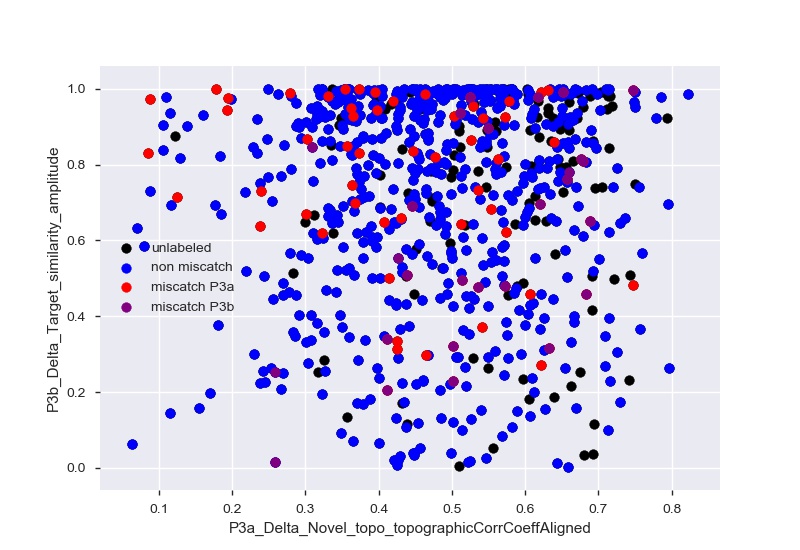 1.0
0.8
0.6
0.4
0.2
0.0
P3b_Delta_Target_similarity_amplitude
unlabeled
non miscatch
miscatch P3a
miscatch P3b
0.1 0.2 0.3 0.4 0.5 0.6 0.7 0.8
P3a_Delta_Novel_topo_topographicCorrCoeffAligned